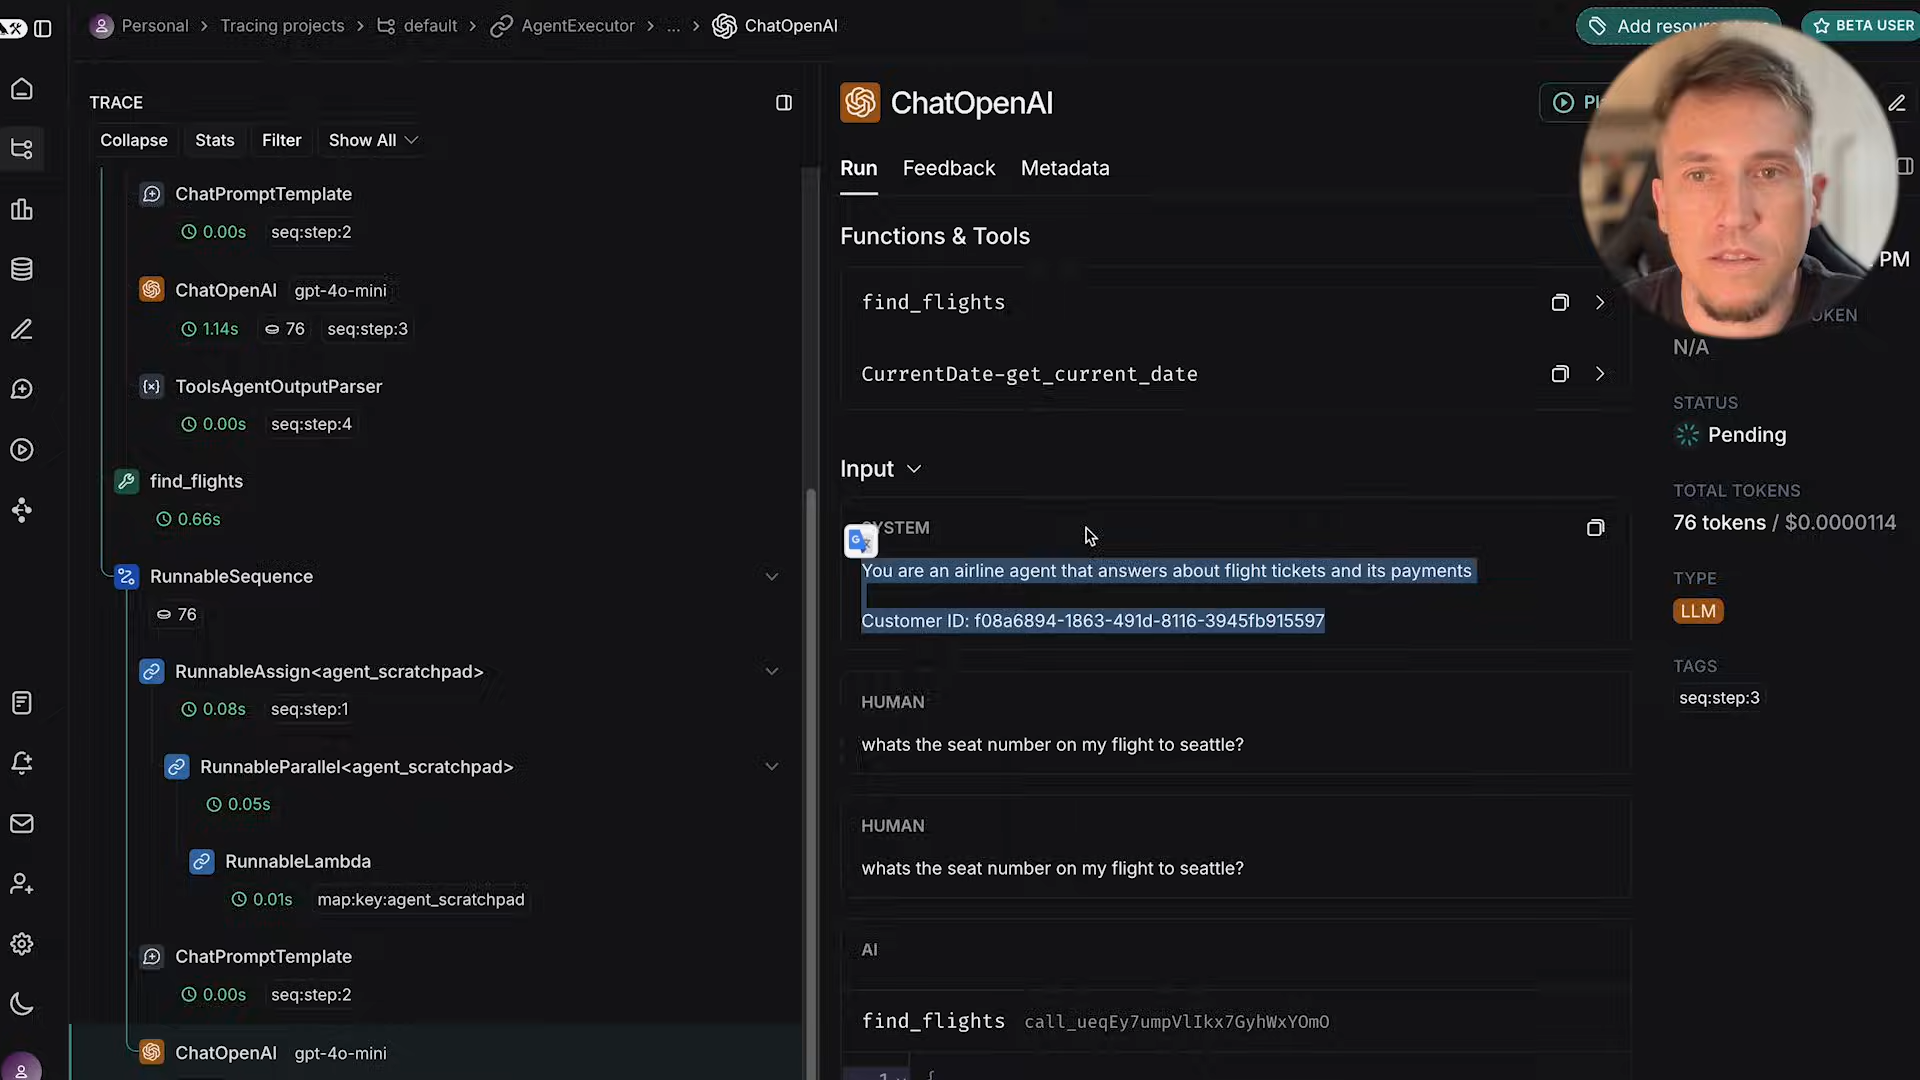 Personal > Tracing projects > default > AgentExecutor > ... > ChatOpenAI
BETA USER
TRACE
Collapse Stats Filter Show All
ChatPromptTemplate
0.00s seq:step:2
ChatOpenAI gpt-4o-mini
1.14s 76 seq:step:3
ToolsAgentOutputParser
0.00s seq:step:4
find_flights
0.66s
RunnableSequence
76
RunnableAssign<agent_scratchpad>
0.08s seq:step:1
RunnableParallel<agent_scratchpad>
0.05s
RunnableLambda
0.01s map:key:agent_scratchpad
ChatPromptTemplate
0.00s seq:step:2
ChatOpenAI gpt-4o-mini
ChatOpenAI
Run Feedback Metadata
Functions & Tools
find_flights
CurrentDate-get_current_date
Input
You are an airline agent that answers about flight tickets and its payments
Customer ID: f08a6894-1863-491d-8116-3945fb915597
HUMAN
whats the seat number on my flight to seattle?
HUMAN
whats the seat number on my flight to seattle?
AI
find_flights call_ueqEy7umpVlIkx7GyhWxYOmO
1 {
Add
PM
N/A
STATUS
Pending
TOTAL TOKENS
76 tokens / $0.0000114
TYPE
LLM
TAGS
seq:step:3